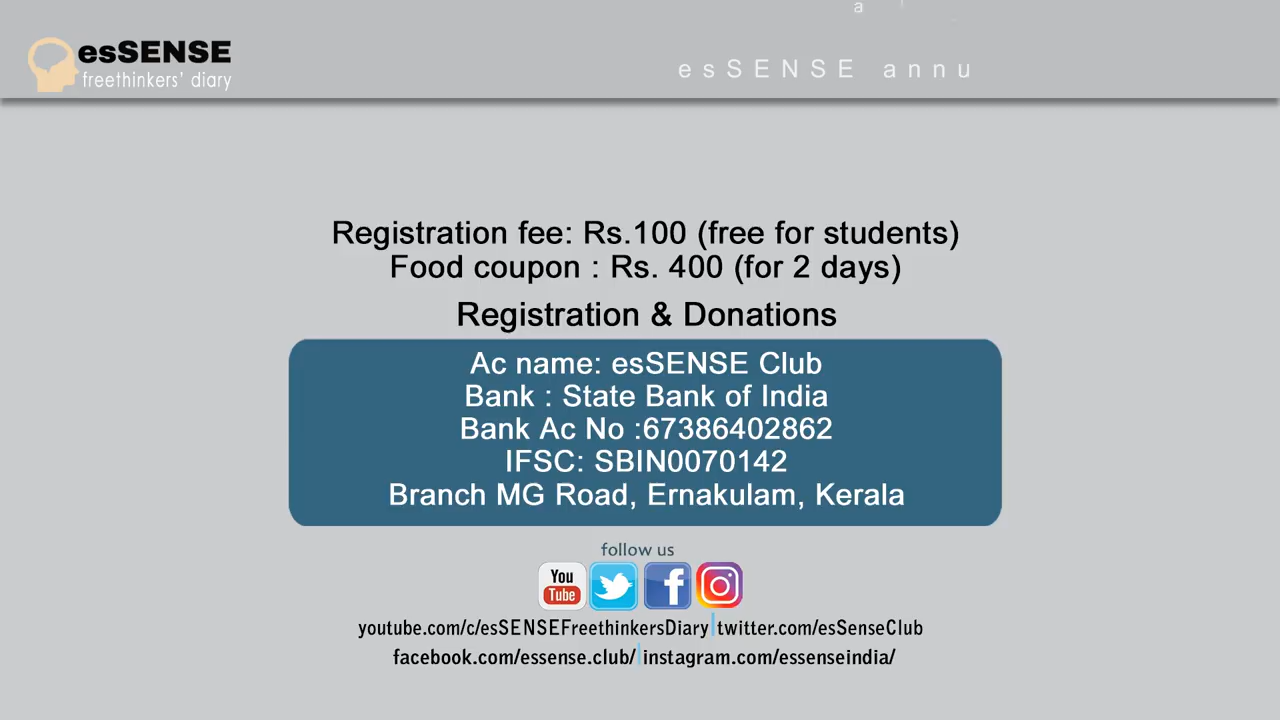 esSENSE
freethinkers' diary
a
esSENSE annu
Registration fee: Rs.100 (free for students)
Food coupon : Rs. 400 (for 2 days)
Registration & Donations
Ac name: esSENSE Club
Bank : State Bank of India
Bank Ac No :67386402862
IFSC: SBIN0070142
Branch MG Road, Ernakulam, Kerala
follow us
You
Tube
f
youtube.com/c/esSENSEFreethinkersDiary twitter.com/esSenseClub
facebook.com/essense.club/ instagram.com/essenseindia/